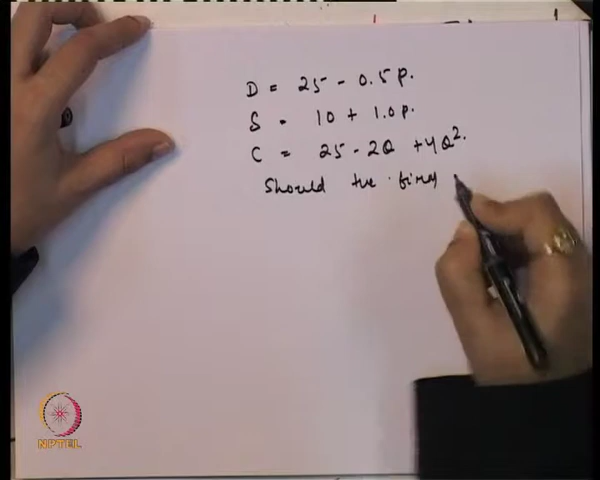 D = 25 - 0.5p.
S = 10 + 1.0p.
C = 25 - 2Q + 4Q².
Should the firm
NPTEL